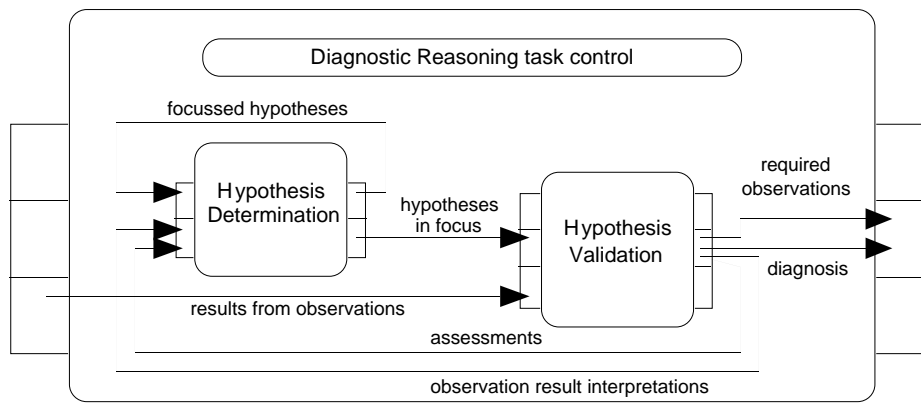 Diagnostic Reasoning task control
focussed hypotheses
Hypothesis
Determination
hypotheses
in focus
Hypothesis
Validation
required
observations
diagnosis
results from observations
assessments
observation result interpretations